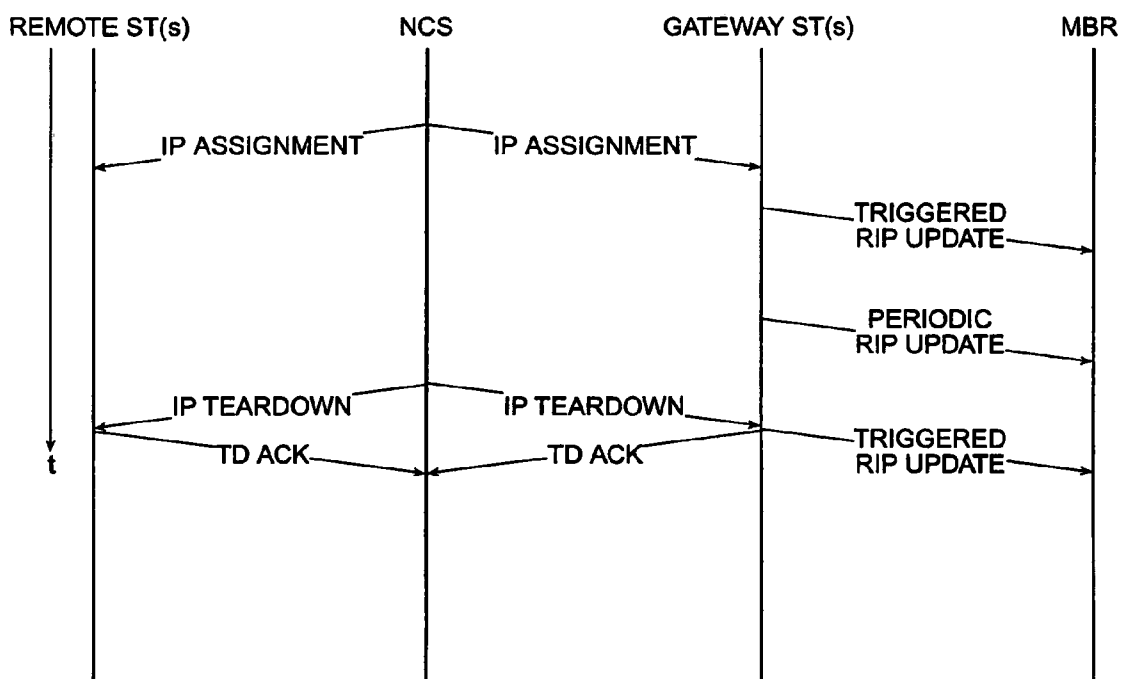 REMOTE ST(s)
NCS
GATEWAY ST(s)
MBR
IP ASSIGNMENT
IP ASSIGNMENT
TRIGGERED
RIP UPDATE
PERIODIC
RIP UPDATE
IP TEARDOWN
IP TEARDOWN
TD ACK
TD ACK
TRIGGERED
RIP UPDATE
t